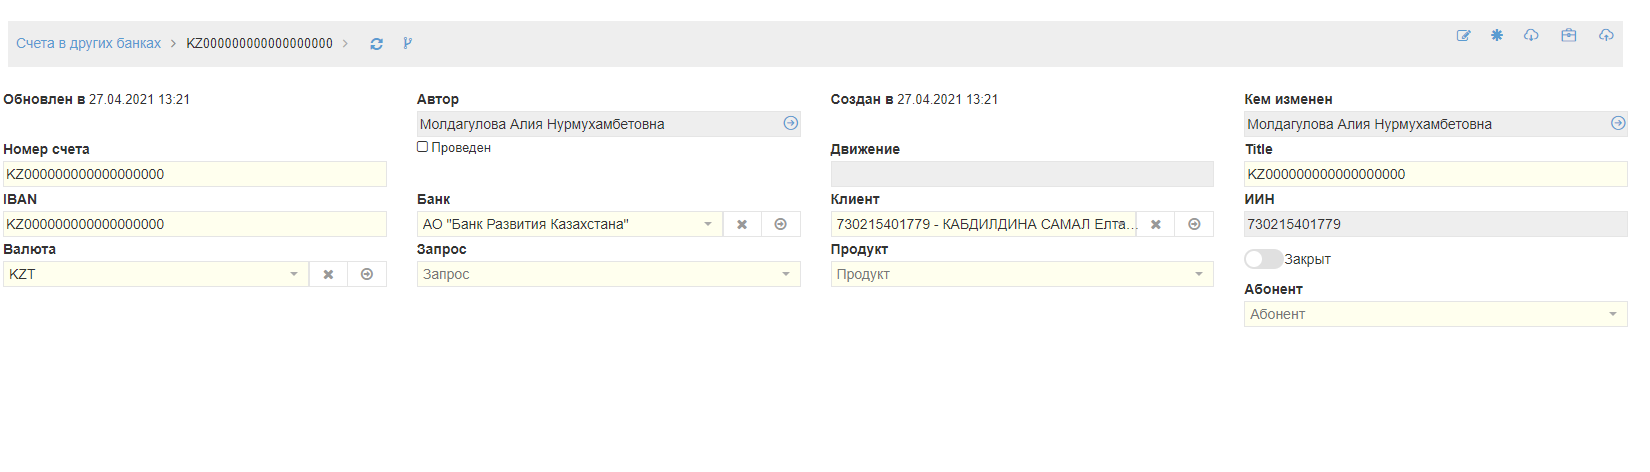 Счета в других банках > KZ000000000000000000 >
Обновлен в 27.04.2021 13:21
Автор
Создан в 27.04.2021 13:21
Кем изменен
Молдагулова Алия Нурмухамбетовна
Молдагулова Алия Нурмухамбетовна
Номер счета
Проведен
Движение
Title
KZ000000000000000000
KZ000000000000000000
IBAN
Банк
Клиент
ИИН
KZ000000000000000000
АО "Банк Развития Казахстана"
730215401779 - КАБДИЛДИНА САМАЛ Елта...
730215401779
Валюта
Запрос
Продукт
KZT
Запрос
Продукт
Закрыт
Абонент
Абонент